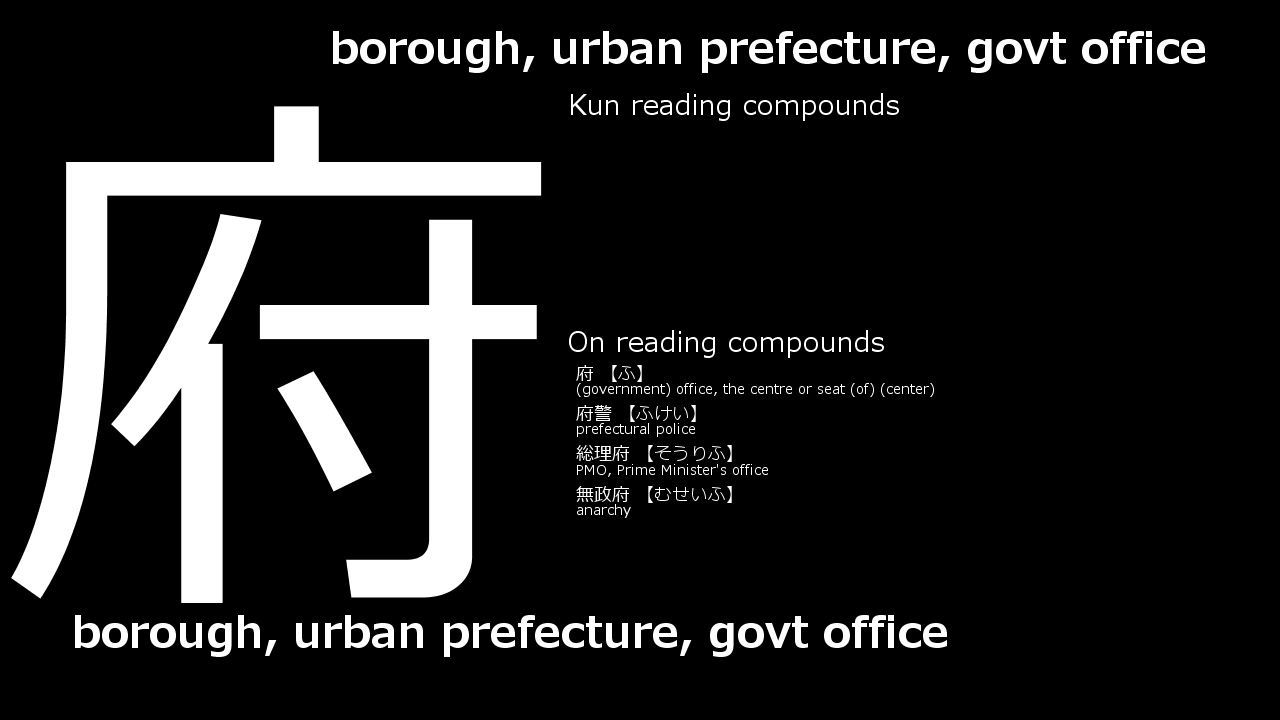 borough, urban prefecture, govt office
Kun reading compounds
府
On reading compounds
府 【ふ】
(government) office, the centre or seat (of) (center)
府警 【ふけい】
prefectural police
総理府 【そうりふ】
PMO, Prime Minister's office
無政府 【むせいふ】
anarchy
borough, urban prefecture, govt office